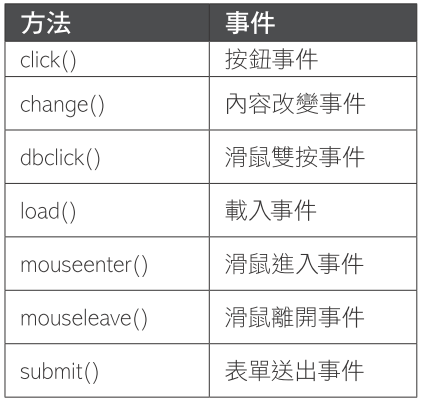 方法 事件
click() 按鈕事件
change() 內容改變事件
dbclick() 滑鼠雙按事件
load() 載入事件
mouseenter() 滑鼠進入事件
mouseleave() 滑鼠離開事件
submit() 表單送出事件